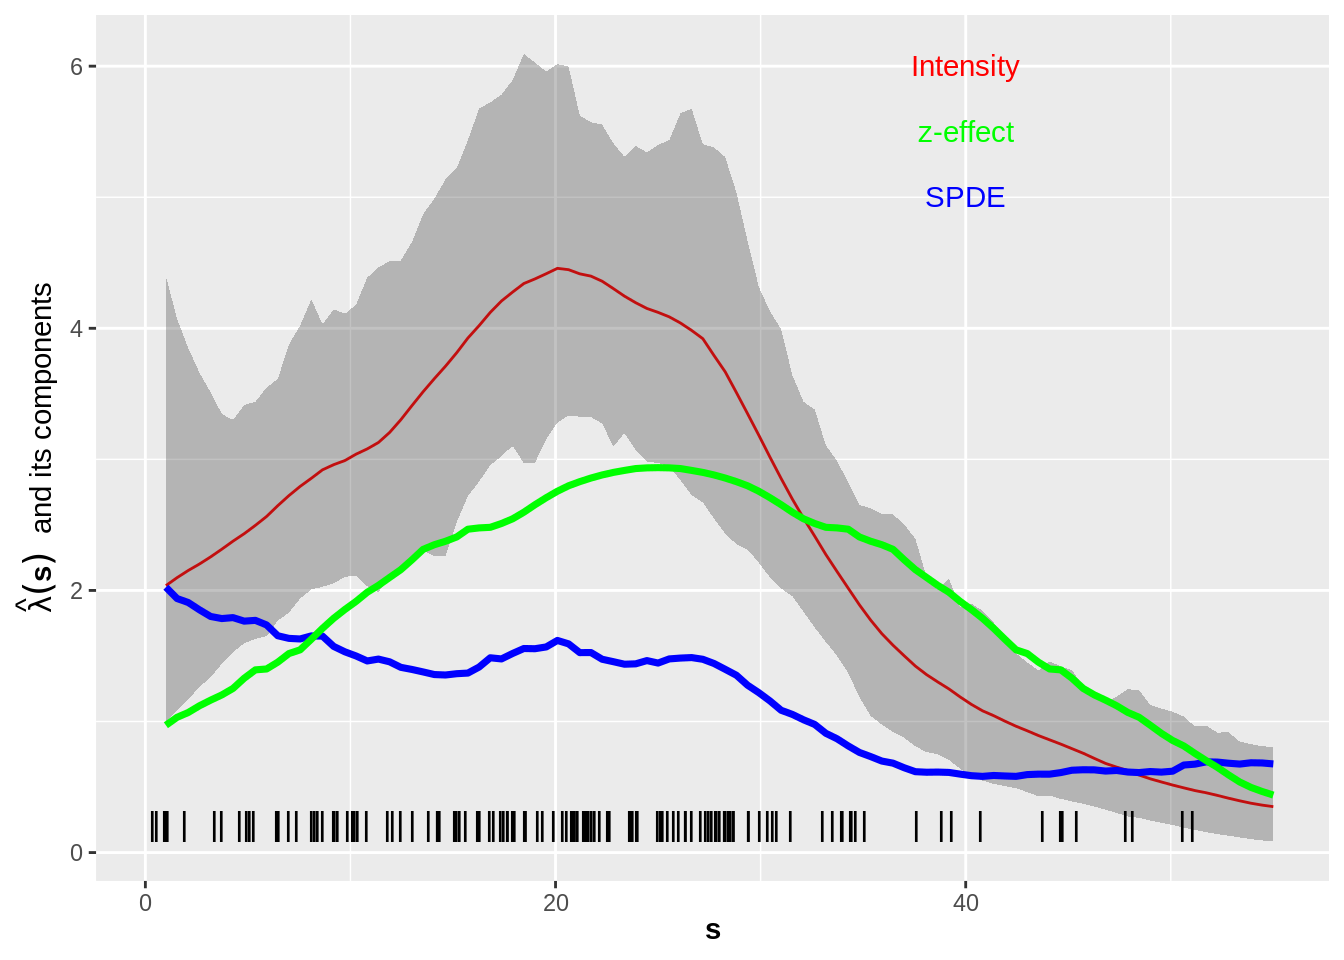 Intensity
z-effect
SPDE
6
4
2
0
0 20 40
s
λ̂(s) and its components